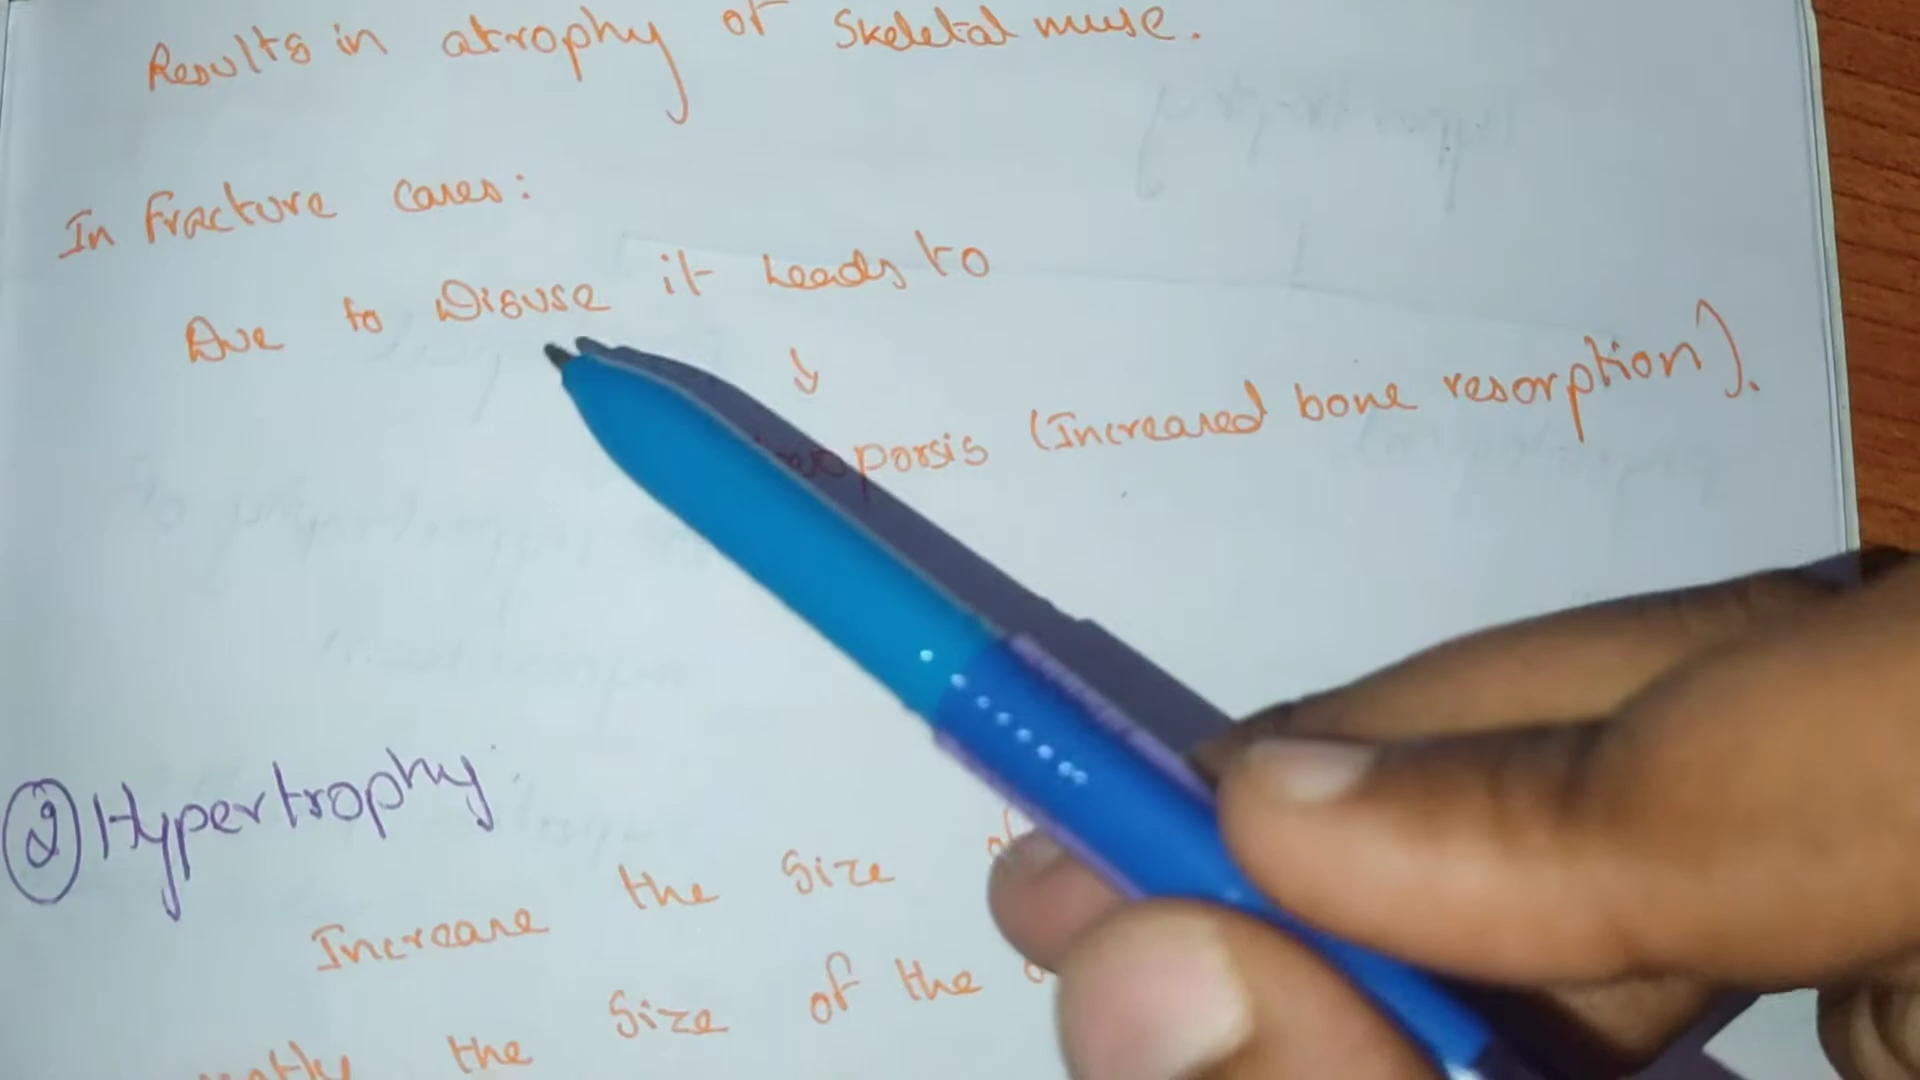 Results in atrophy of Skeletal muse.
In Fracture cases:
Due to Disuse it Leads to
↓
porsis (Increased bone resorption).
② Hypertrophy
Increase the Size of
the Size of the